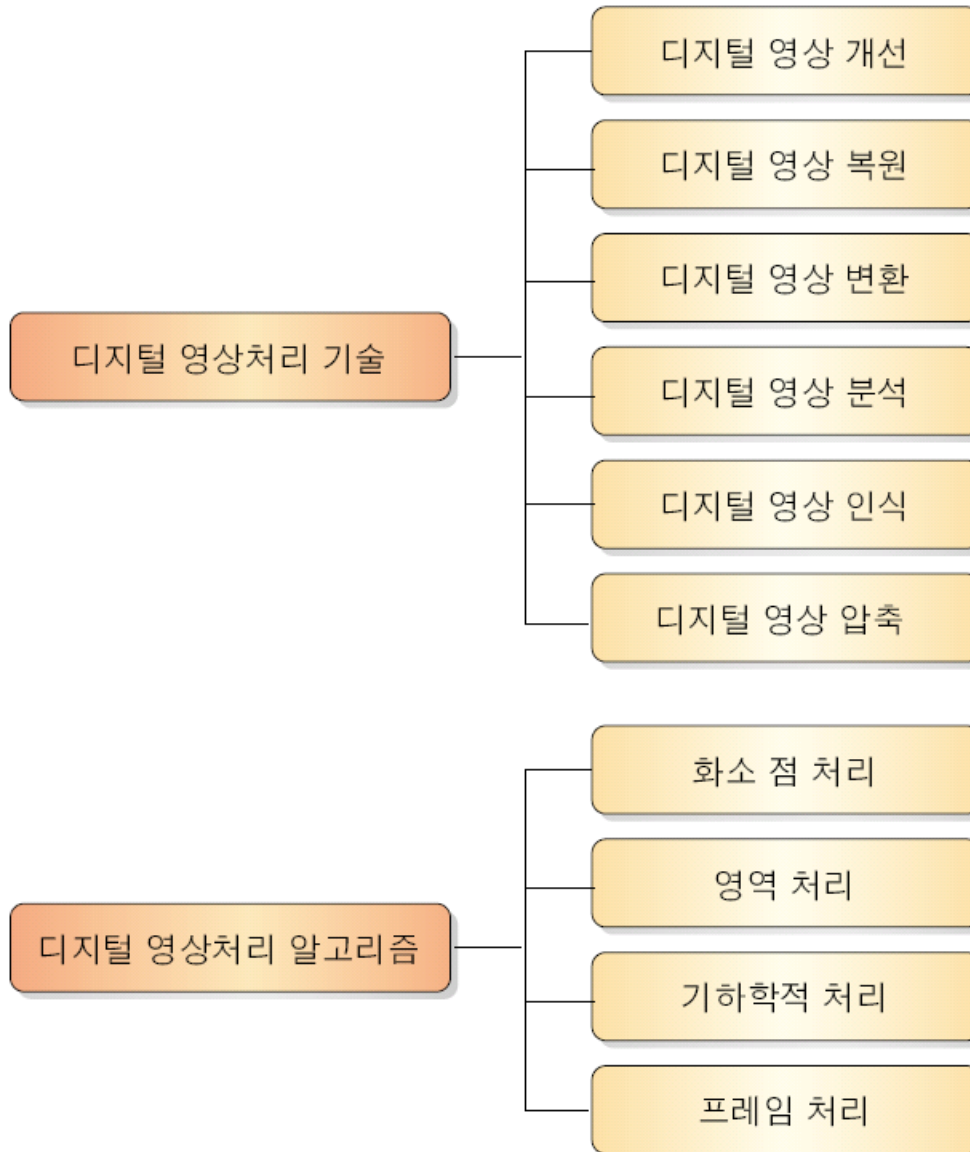 디지털 영상처리 기술
디지털 영상 개선
디지털 영상 복원
디지털 영상 변환
디지털 영상 분석
디지털 영상 인식
디지털 영상 압축
디지털 영상처리 알고리즘
화소 점 처리
영역 처리
기하학적 처리
프레임 처리